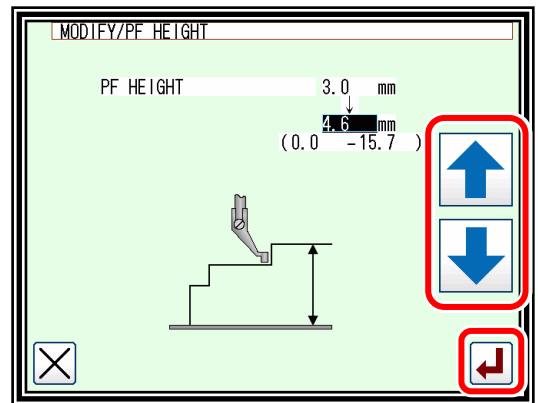 MODIFY/PF HEIGHT
PF HEIGHT 3.0 mm
↓
4.6 mm
(0.0 -15.7 )